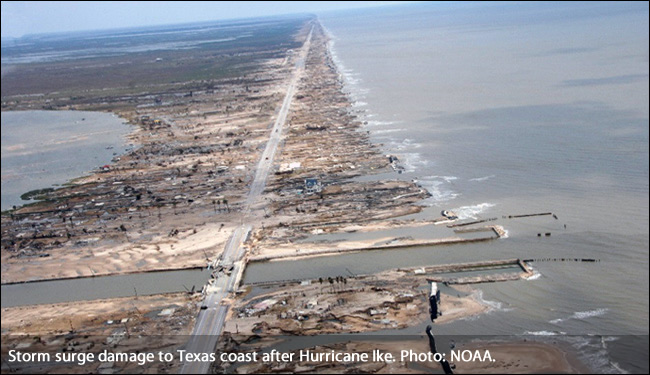 Storm surge damage to Texas coast after Hurricane Ike. Photo: NOAA.